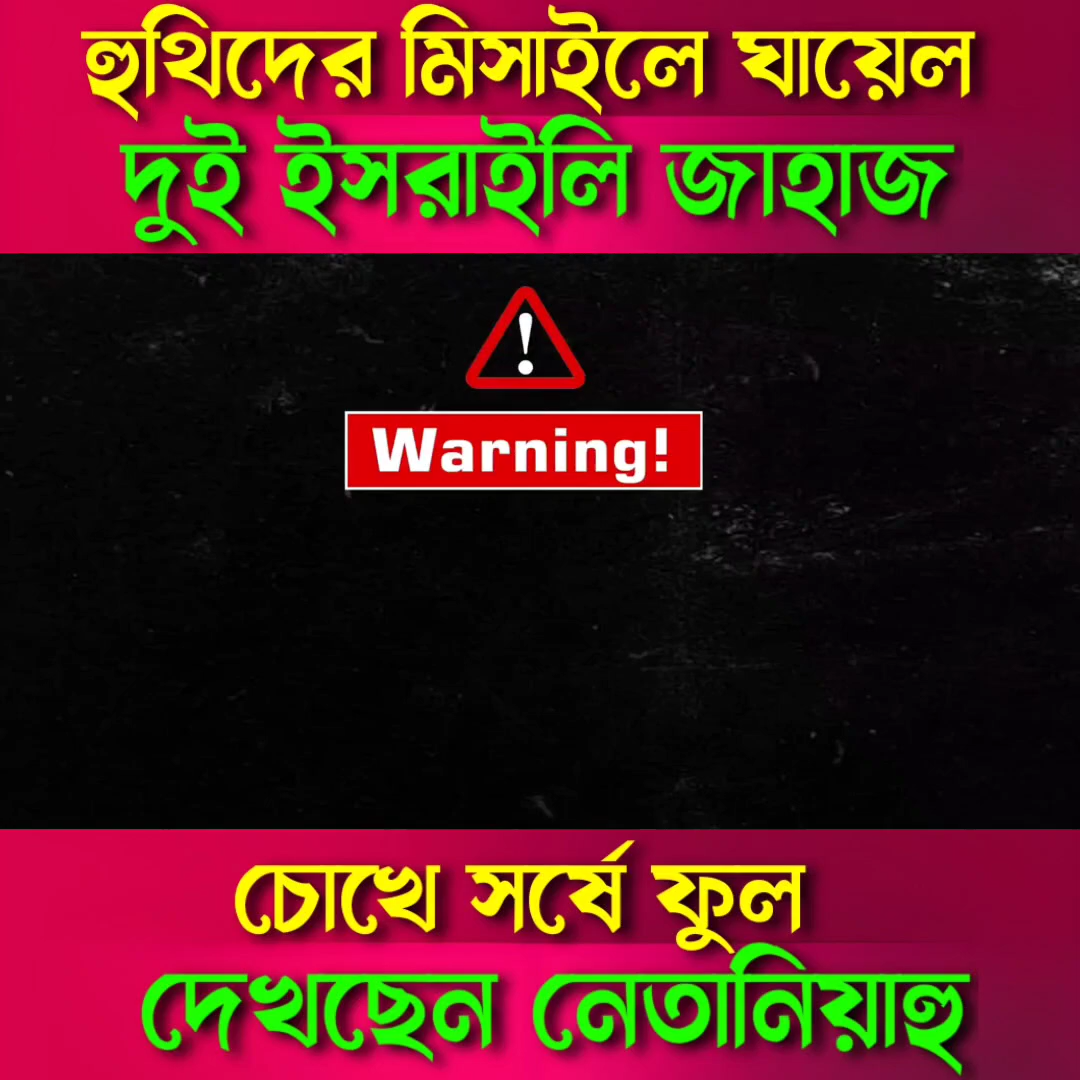 হুথিদের মিসাইলে ঘায়েল
দুই ইসরাইলি জাহাজ
!
Warning!
চোখে সর্ষে ফুল
দেখছেন নেতানিয়াহু